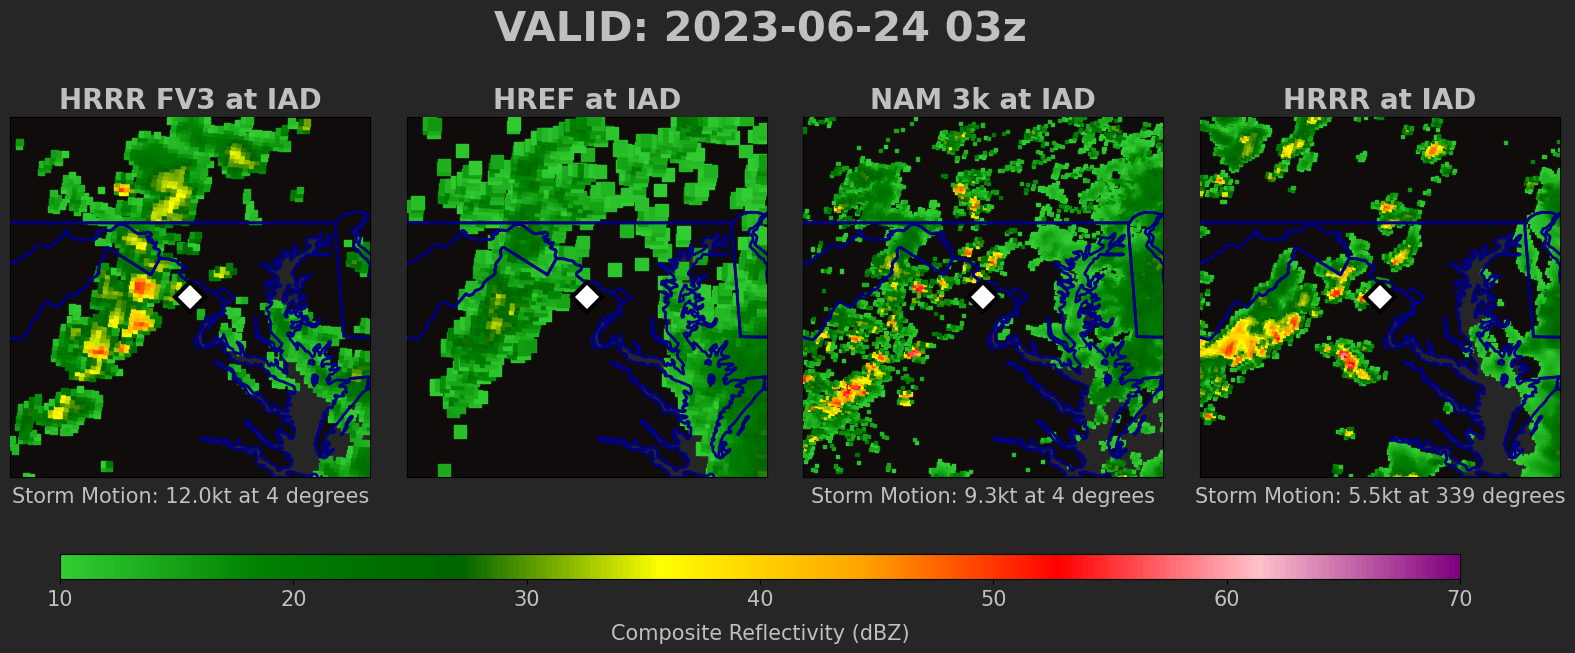 VALID: 2023-06-24 03z
HRRR FV3 at IAD
HREF at IAD
NAM 3k at IAD
HRRR at IAD
Storm Motion: 12.0kt at 4 degrees
Storm Motion: 9.3kt at 4 degrees
Storm Motion: 5.5kt at 339 degrees
10 20 30 40 50 60 70
Composite Reflectivity (dBZ)